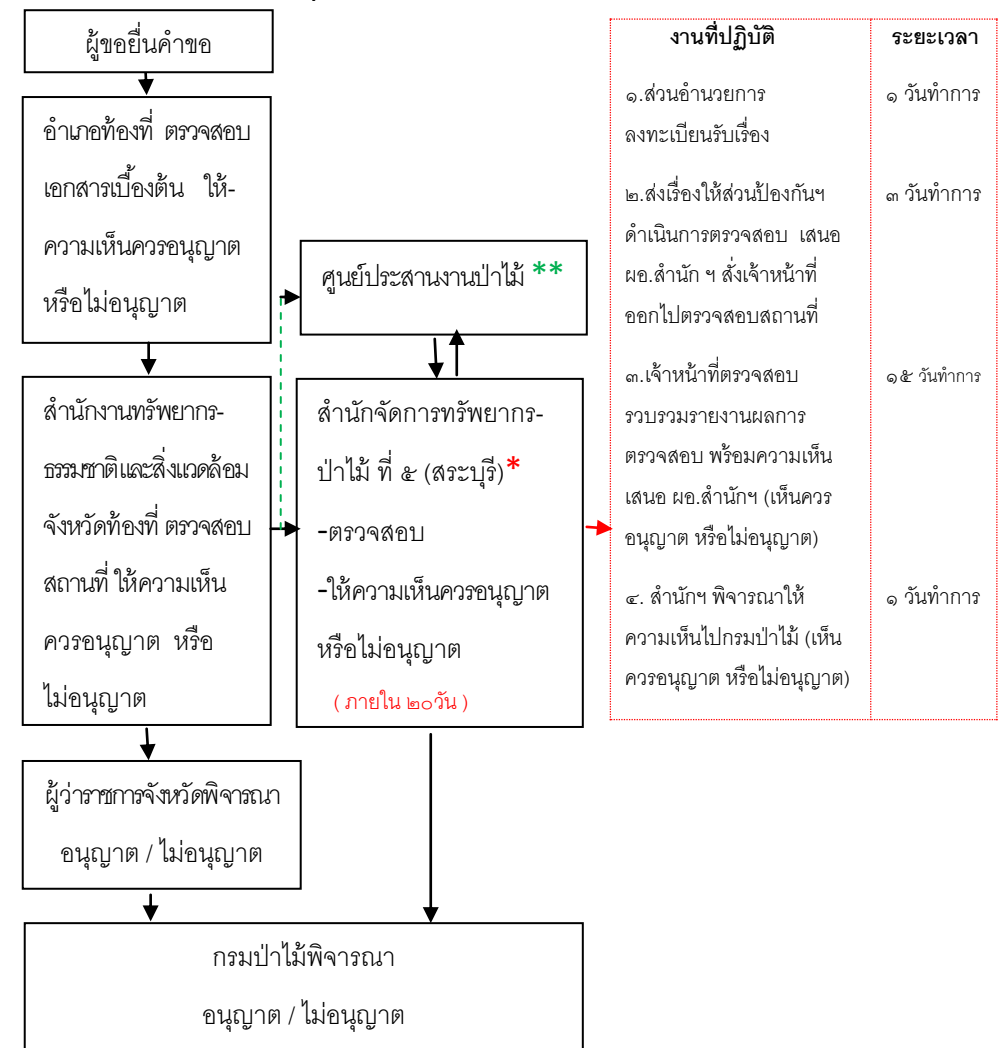 ผู้ขอยื่นคำขอ
อำเภอท้องที่ ตรวจสอบ
เอกสารเบื้องต้น ให้-
ความเห็นควรอนุญาต
หรือไม่อนุญาต
ศูนย์ประสานงานป่าไม้ **
สำนักงานทรัพยากร-
ธรรมชาติและสิ่งแวดล้อม
จังหวัดท้องที่ ตรวจสอบ
สถานที่ ให้ความเห็น
ควรอนุญาต หรือ
ไม่อนุญาต
สำนักจัดการทรัพยากร-
ป่าไม้ ที่ ๕ (สระบุรี)*
-ตรวจสอบ
-ให้ความเห็นควรอนุญาต
หรือไม่อนุญาต
( ภายใน ๒๐วัน )
ผู้ว่าราชการจังหวัดพิจารณา
อนุญาต / ไม่อนุญาต
กรมป่าไม้พิจารณา
อนุญาต / ไม่อนุญาต
งานที่ปฏิบัติ ระยะเวลา
๑.ส่วนอำนวยการ ๑ วันทำการ
ลงทะเบียนรับเรื่อง
๒.ส่งเรื่องให้ส่วนป้องกันฯ ๓ วันทำการ
ดำเนินการตรวจสอบ เสนอ
ผอ.สำนัก ฯ สั่งเจ้าหน้าที่
ออกไปตรวจสอบสถานที่
๓.เจ้าหน้าที่ตรวจสอบ ๑๕ วันทำการ
รวบรวมรายงานผลการ
ตรวจสอบ พร้อมความเห็น
เสนอ ผอ.สำนักฯ (เห็นควร
อนุญาต หรือไม่อนุญาต)
๔. สำนักฯ พิจารณาให้ ๑ วันทำการ
ความเห็นไปกรมป่าไม้ (เห็น
ควรอนุญาต หรือไม่อนุญาต)